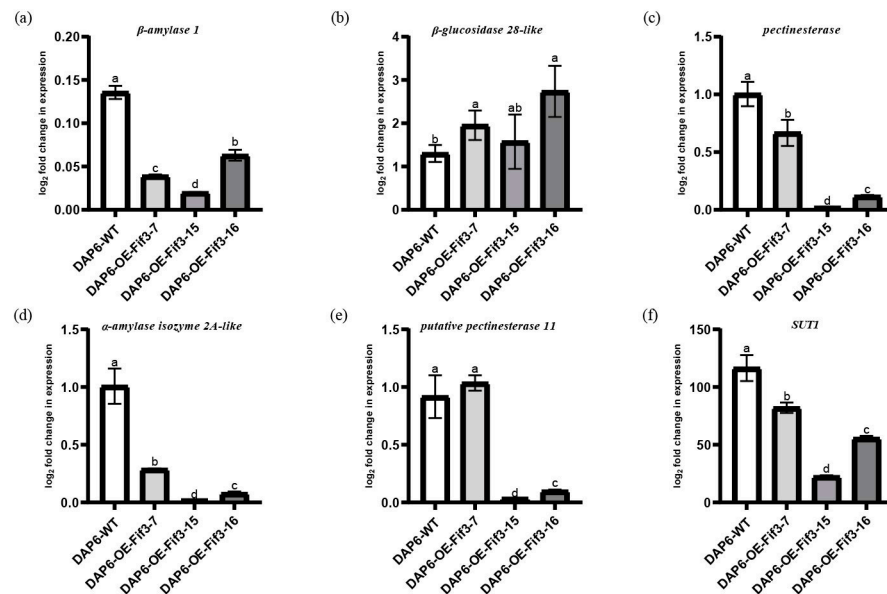 (a)
β-amylase 1
log2 fold change in expression
0.20
0.15
0.10
0.05
0.00
a
c
d
b
DAP6-WT
DAP6-OE-Fif3-7
DAP6-OE-Fif3-15
DAP6-OE-Fif3-16
(b)
β-glucosidase 28-like
log2 fold change in expression
4
3
2
1
0
b
a
ab
a
DAP6-WT
DAP6-OE-Fif3-7
DAP6-OE-Fif3-15
DAP6-OE-Fif3-16
(c)
pectinesterase
log2 fold change in expression
1.5
1.0
0.5
0.0
a
b
d
c
DAP6-WT
DAP6-OE-Fif3-7
DAP6-OE-Fif3-15
DAP6-OE-Fif3-16
(d)
α-amylase isozyme 2A-like
log2 fold change in expression
1.5
1.0
0.5
0.0
a
b
d
c
DAP6-WT
DAP6-OE-Fif3-7
DAP6-OE-Fif3-15
DAP6-OE-Fif3-16
(e)
putative pectinesterase 11
log2 fold change in expression
1.5
1.0
0.5
0.0
a
a
d
c
DAP6-WT
DAP6-OE-Fif3-7
DAP6-OE-Fif3-15
DAP6-OE-Fif3-16
(f)
SUT1
log2 fold change in expression
150
100
50
0
a
b
d
c
DAP6-WT
DAP6-OE-Fif3-7
DAP6-OE-Fif3-15
DAP6-OE-Fif3-16